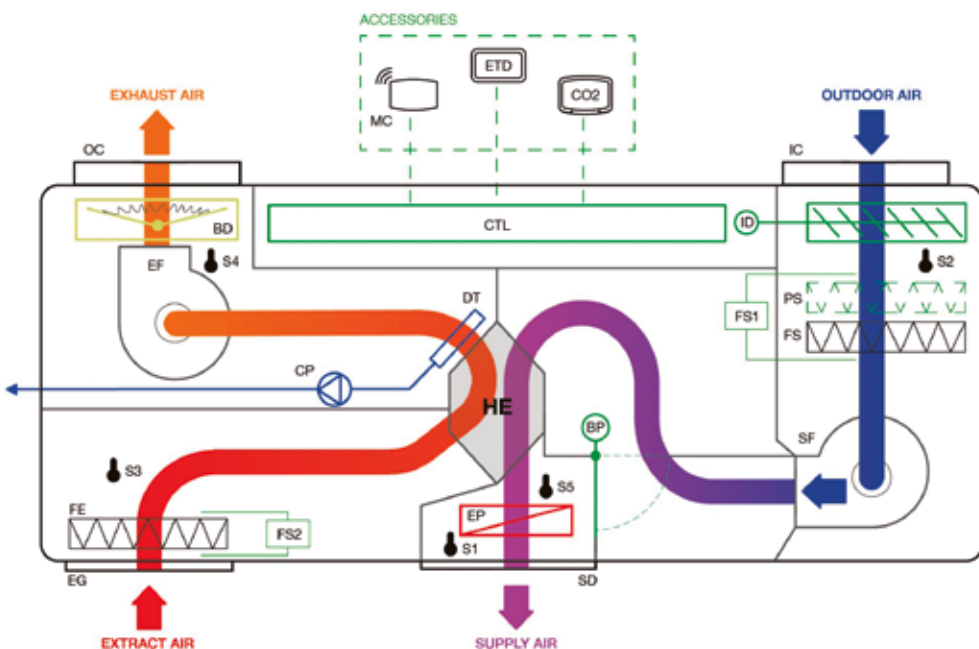 ACCESSORIES
ETD
EXHAUST AIR
CO2
OUTDOOR AIR
MC
OC
IC
BD
CTL
ID
EF
S4
S2
DT
PS
FS1
FS
CP
HE
BP
SF
S3
S5
FE
EP
FS2
S1
EG
SD
EXTRACT AIR
SUPPLY AIR